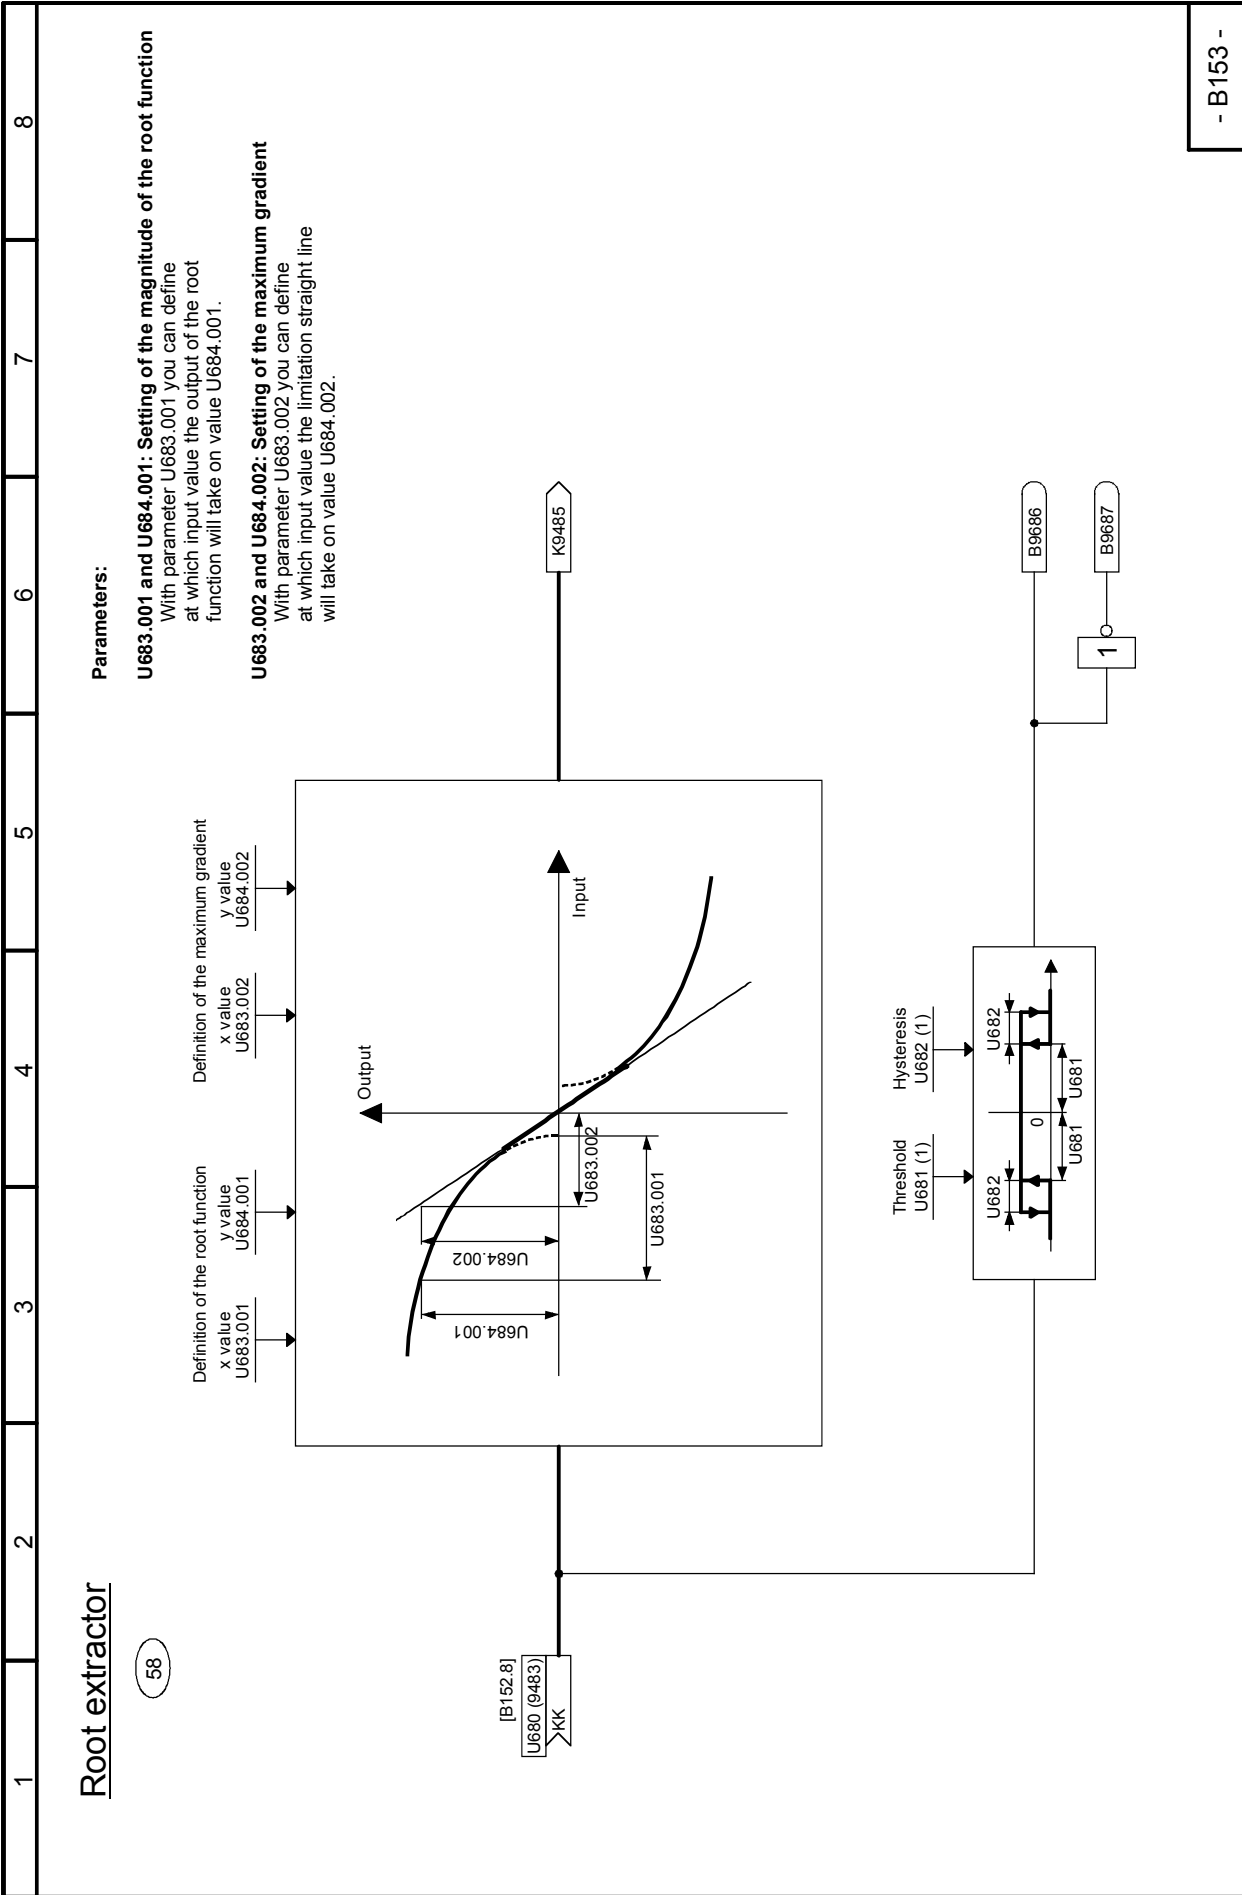 1 2 3 4 5 6 7 8
Root extractor
58
Parameters:
U683.001 and U684.001: Setting of the magnitude of the root function
With parameter U683.001 you can define
at which input value the output of the root
function will take on value U684.001.
U683.002 and U684.002: Setting of the maximum gradient
With parameter U683.002 you can define
at which input value the limitation straight line
will take on value U684.002.
Definition of the root function
x value
U683.001
y value
U684.001
Definition of the maximum gradient
x value
U683.002
y value
U684.002
Output
Input
U684.001
U684.002
U683.002
U683.001
[B152.8]
U680 (9483)
KK
K9485
Threshold
U681 (1)
Hysteresis
U682 (1)
U682
U682
0
U681
U681
B9686
1
B9687
- B153 -